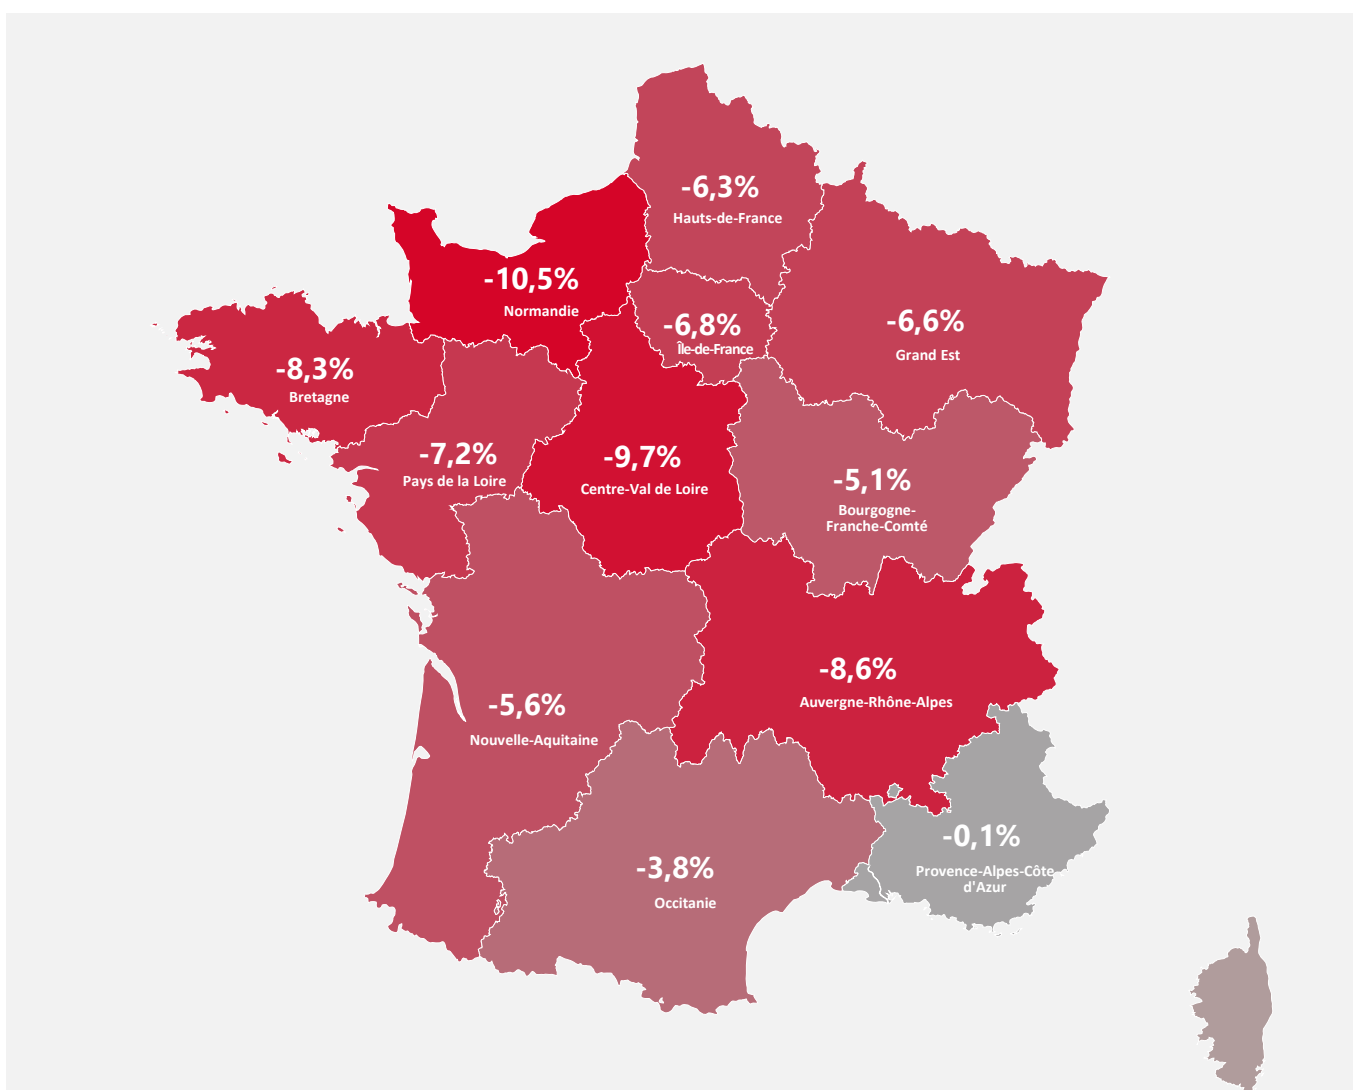 -6,3%
Hauts-de-France
-10,5%
Normandie
-6,8%
Île-de-France
-6,6%
Grand Est
-8,3%
Bretagne
-7,2%
Pays de la Loire
-9,7%
Centre-Val de Loire
-5,1%
Bourgogne-
Franche-Comté
-8,6%
Auvergne-Rhône-Alpes
-5,6%
Nouvelle-Aquitaine
-0,1%
Provence-Alpes-Côte
d'Azur
-3,8%
Occitanie